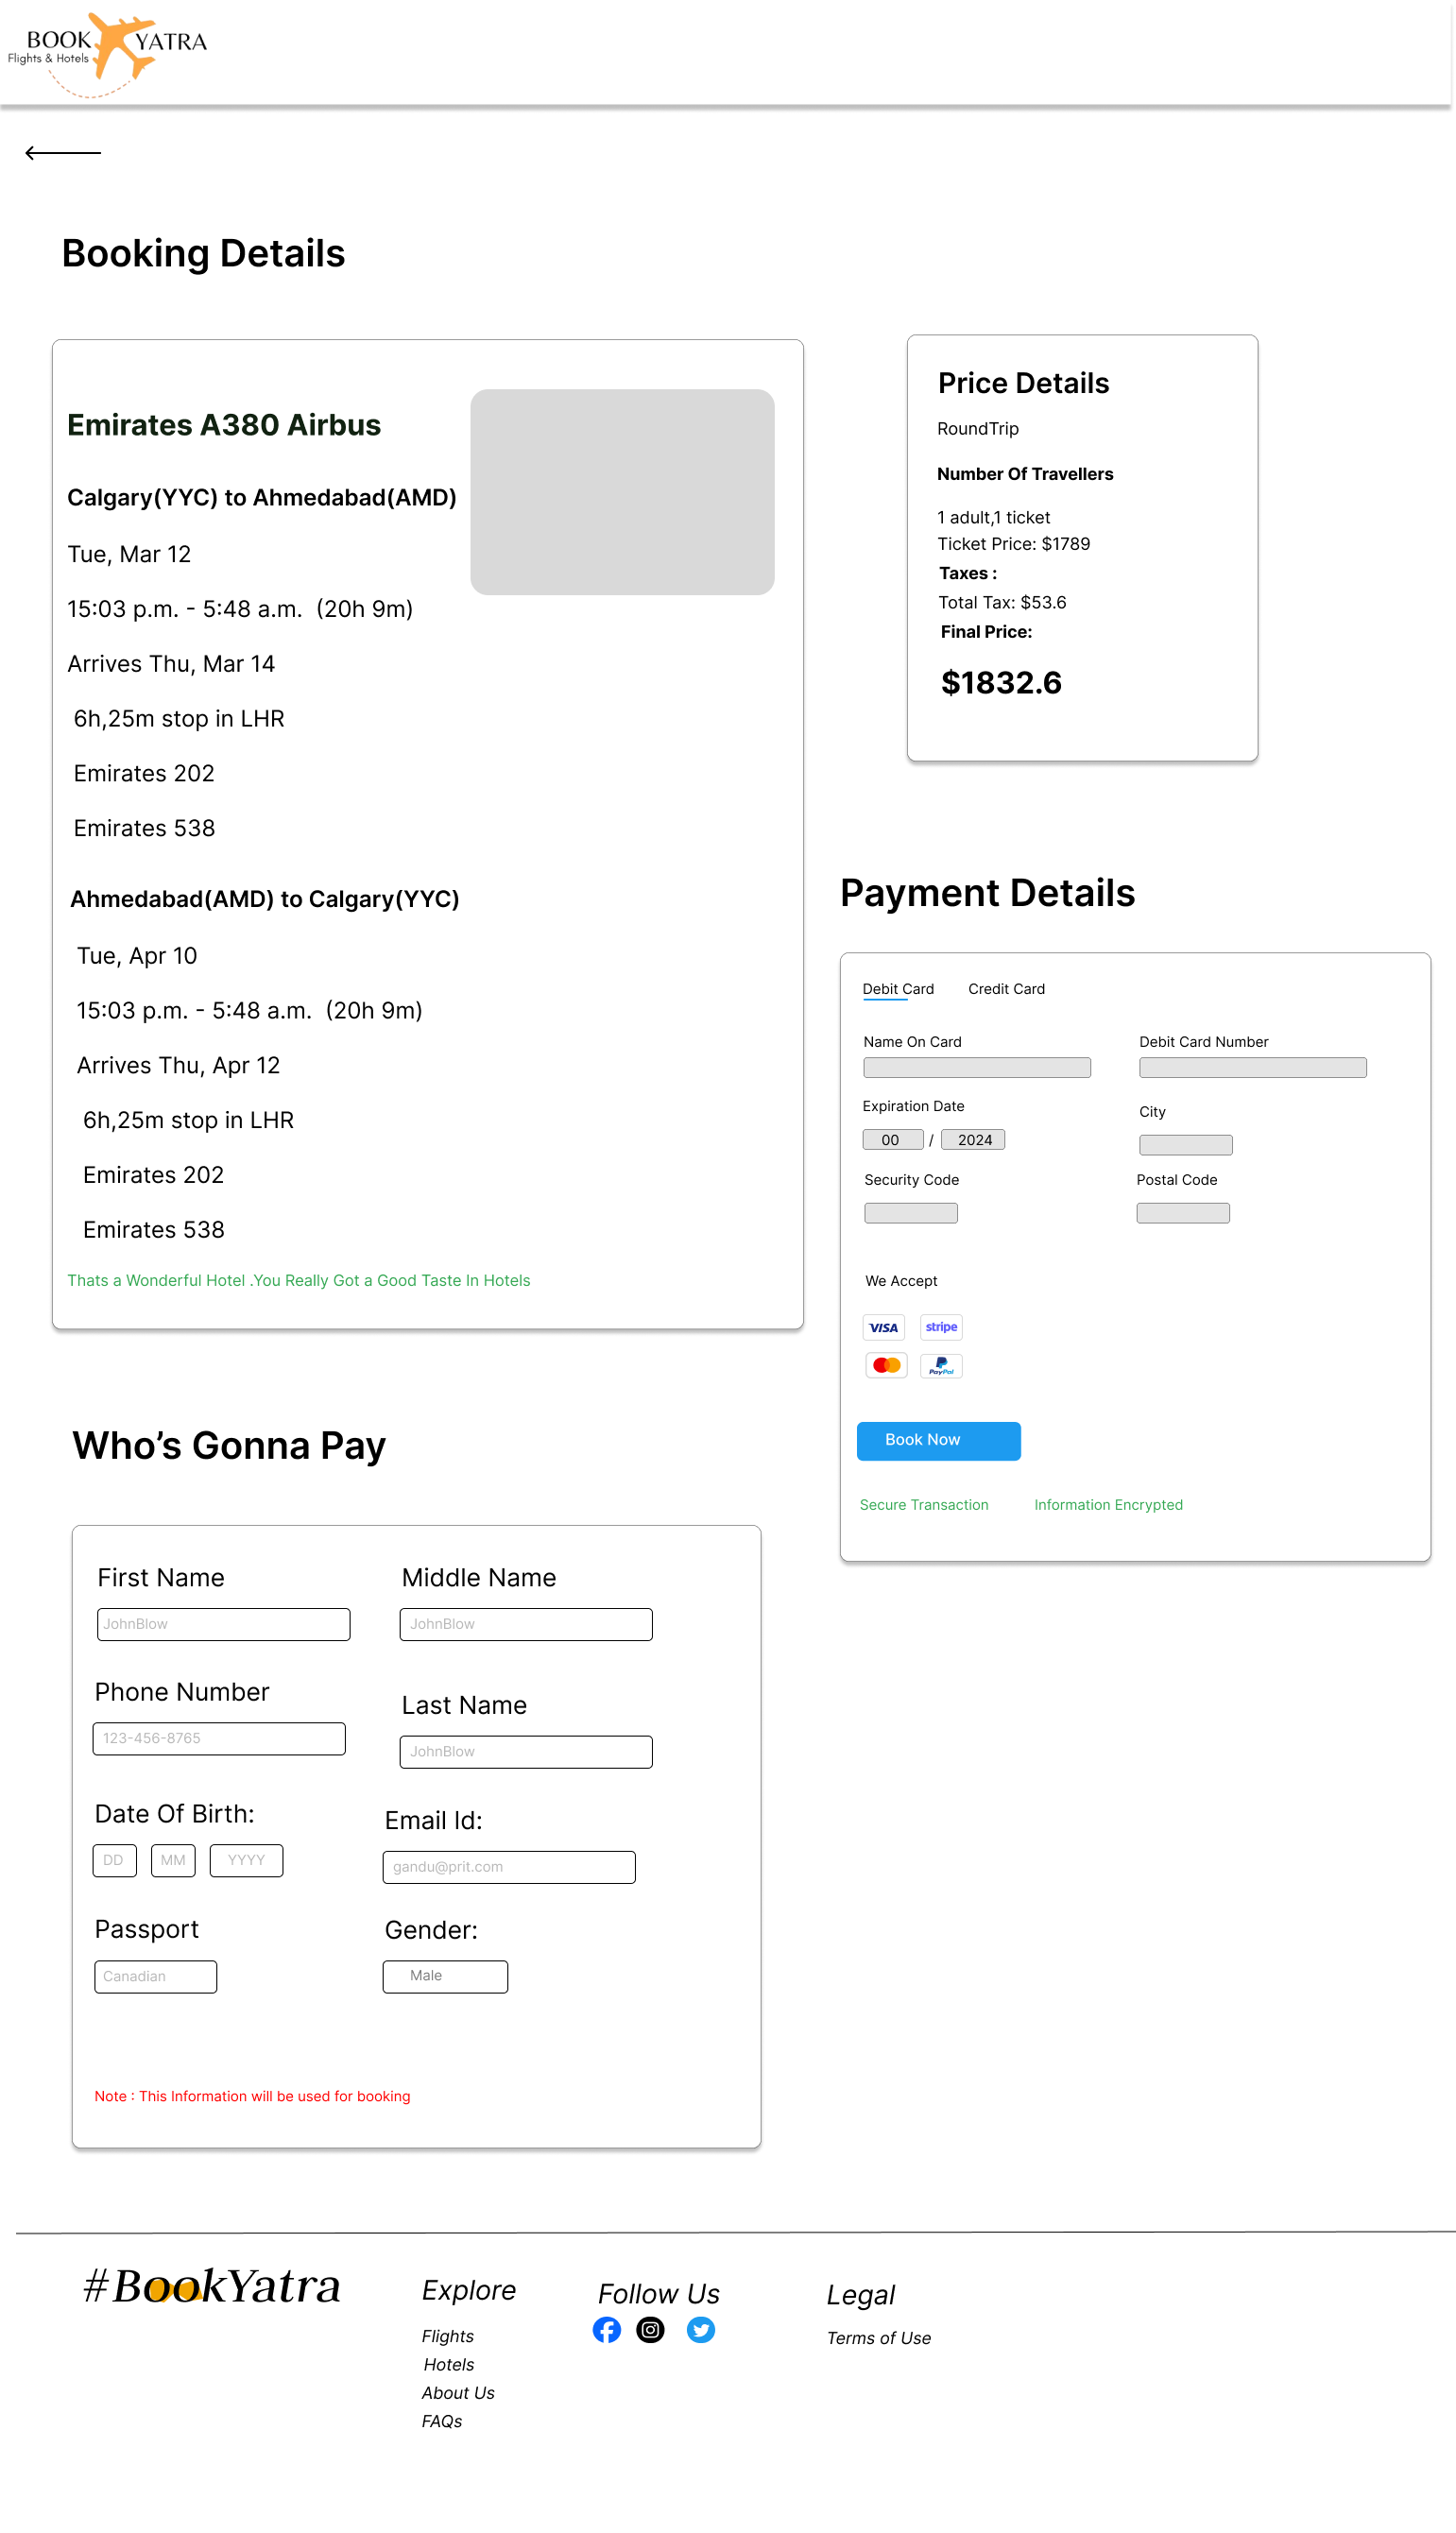 BOOK YATRA
Flights & Hotels
Booking Details
Emirates A380 Airbus
Calgary(YYC) to Ahmedabad(AMD)
Tue, Mar 12
15:03 p.m. - 5:48 a.m. (20h 9m)
Arrives Thu, Mar 14
6h,25m stop in LHR
Emirates 202
Emirates 538
Ahmedabad(AMD) to Calgary(YYC)
Tue, Apr 10
15:03 p.m. - 5:48 a.m. (20h 9m)
Arrives Thu, Apr 12
6h,25m stop in LHR
Emirates 202
Emirates 538
Thats a Wonderful Hotel .You Really Got a Good Taste In Hotels
Price Details
RoundTrip
Number Of Travellers
1 adult,1 ticket
Ticket Price: $1789
Taxes :
Total Tax: $53.6
Final Price:
$1832.6
Payment Details
Debit Card Credit Card
Name On Card Debit Card Number
Expiration Date City
00 / 2024
Security Code Postal Code
We Accept
VISA stripe
PayPal
Book Now
Secure Transaction Information Encrypted
Who’s Gonna Pay
First Name Middle Name
JohnBlow JohnBlow
Phone Number Last Name
123-456-8765 JohnBlow
Date Of Birth: Email Id:
DD MM YYYY gandu@prit.com
Passport Gender:
Canadian Male
Note : This Information will be used for booking
#BookYatra
Explore
Flights
Hotels
About Us
FAQs
Follow Us
Legal
Terms of Use